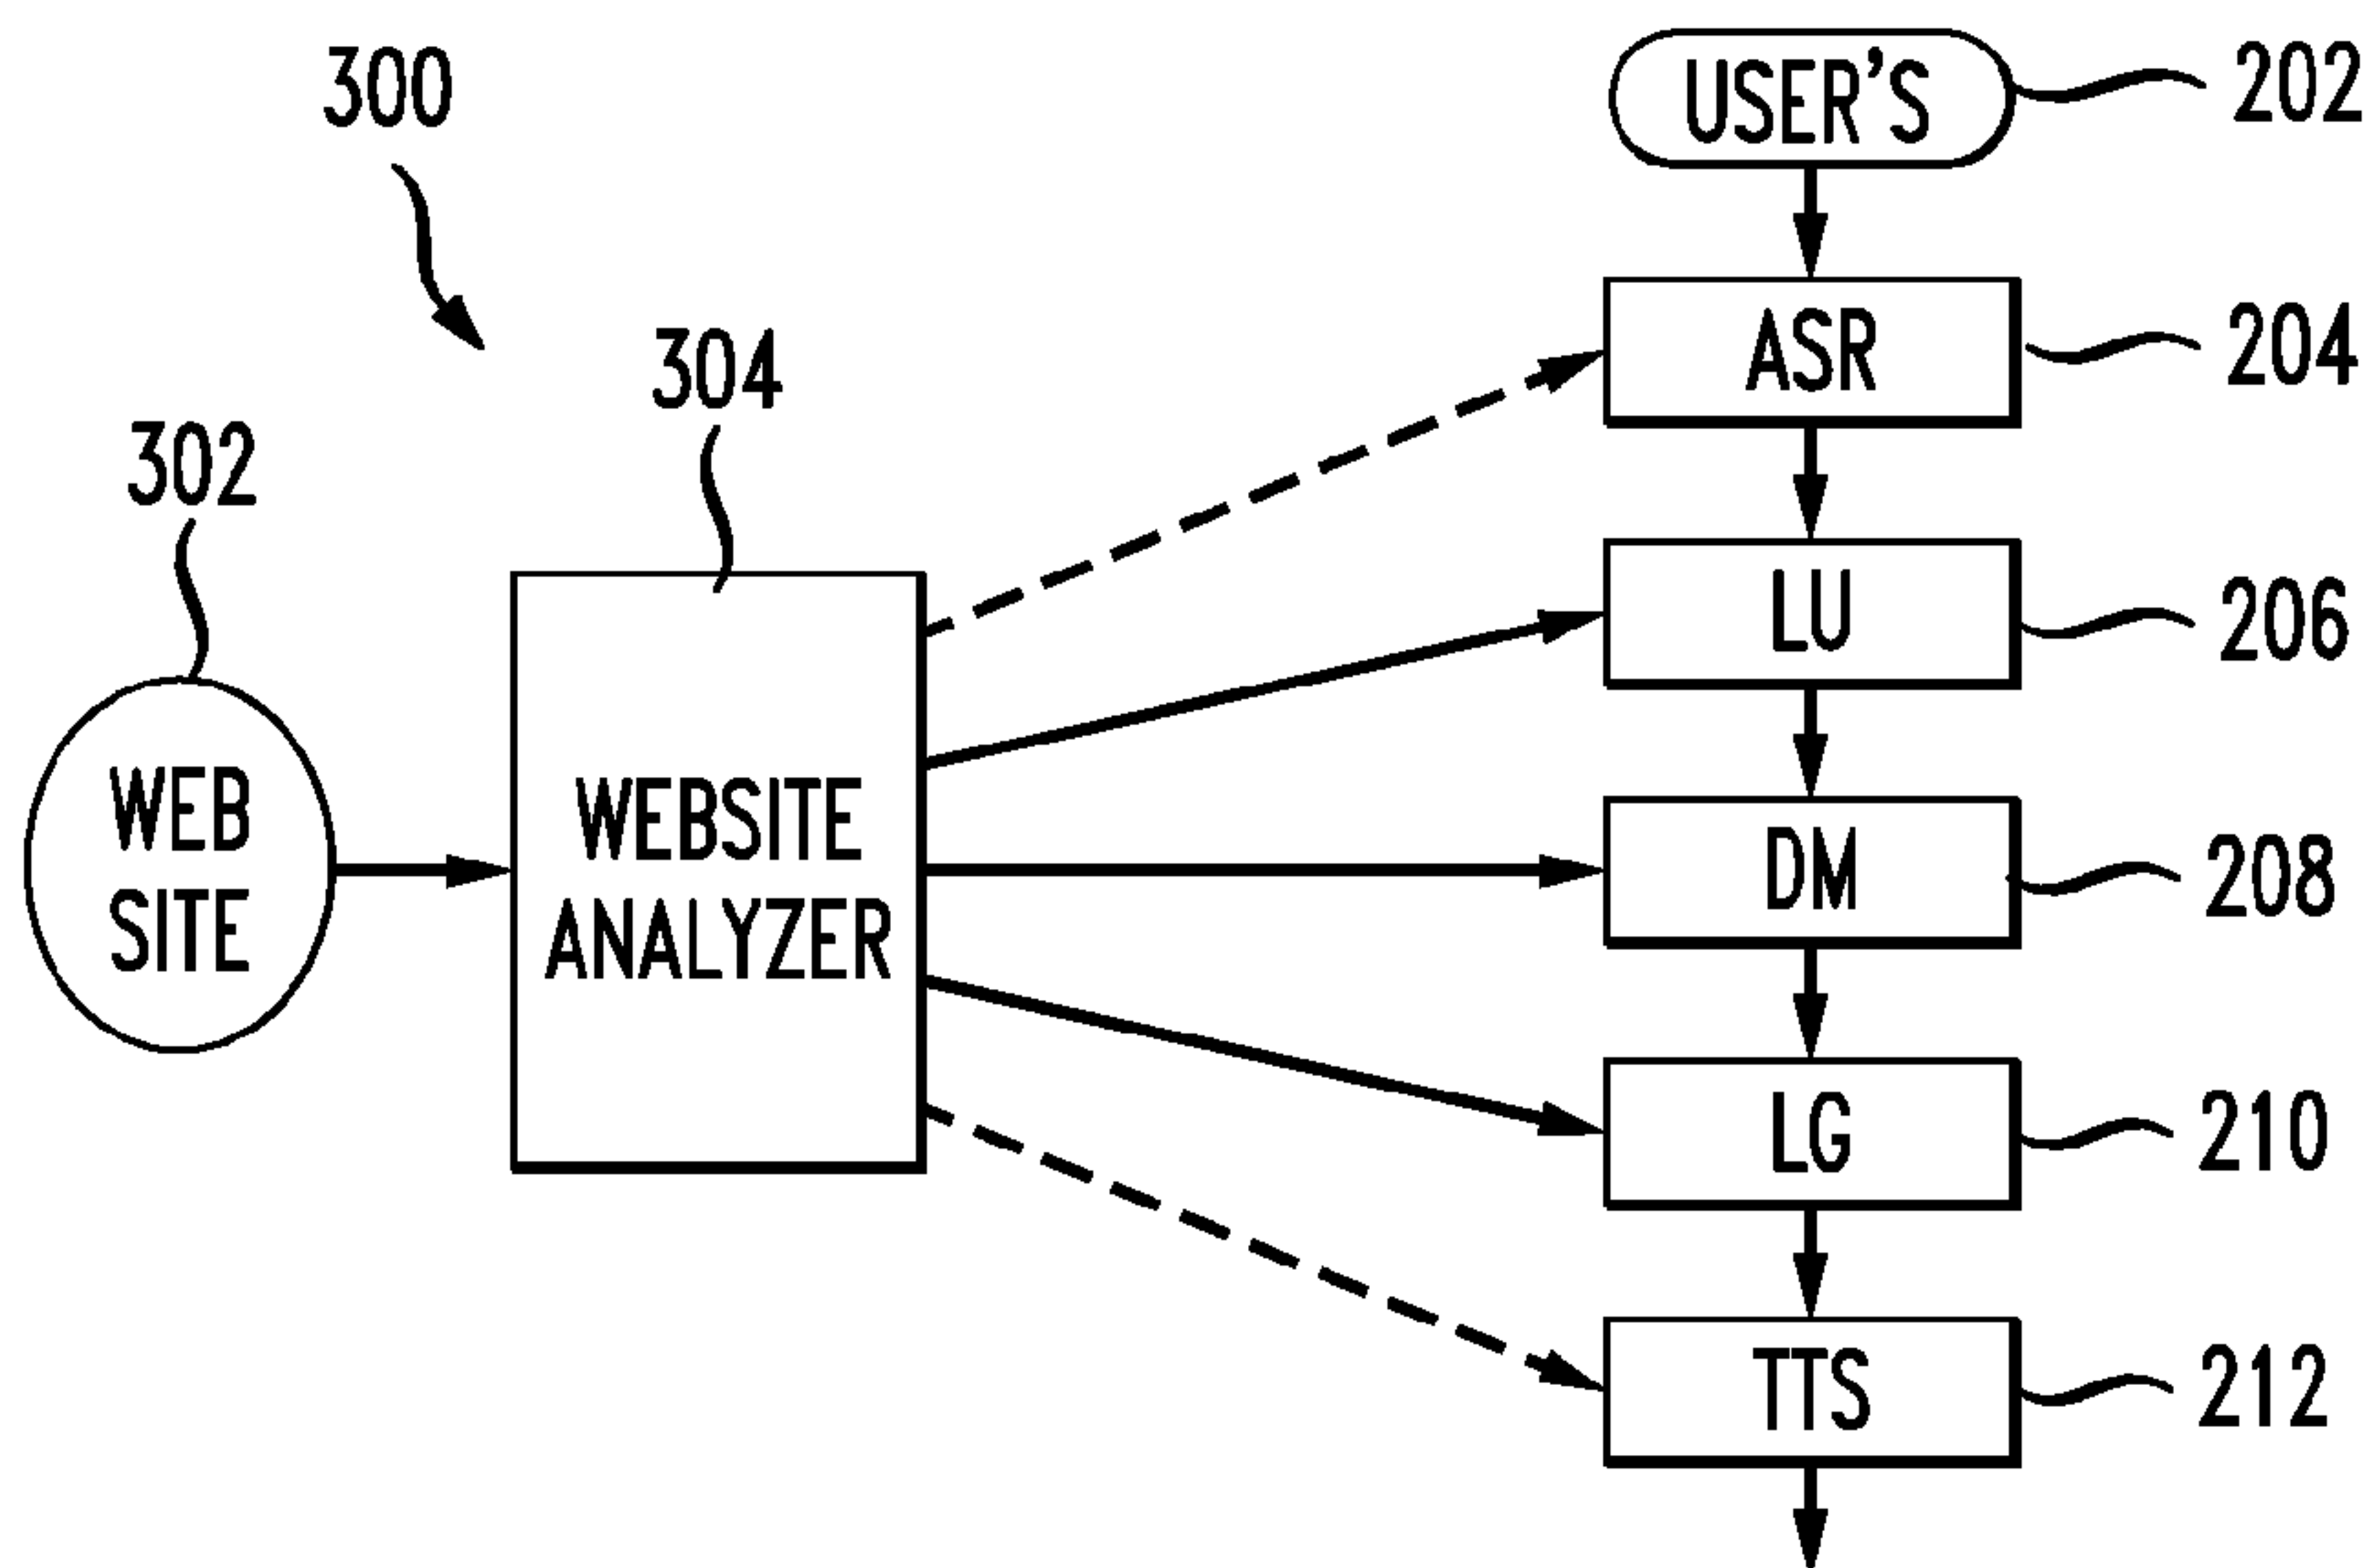 300
USER'S
202
ASR
204
304
302
LU
206
WEB
SITE
WEBSITE
ANALYZER
DM
208
LG
210
TTS
212